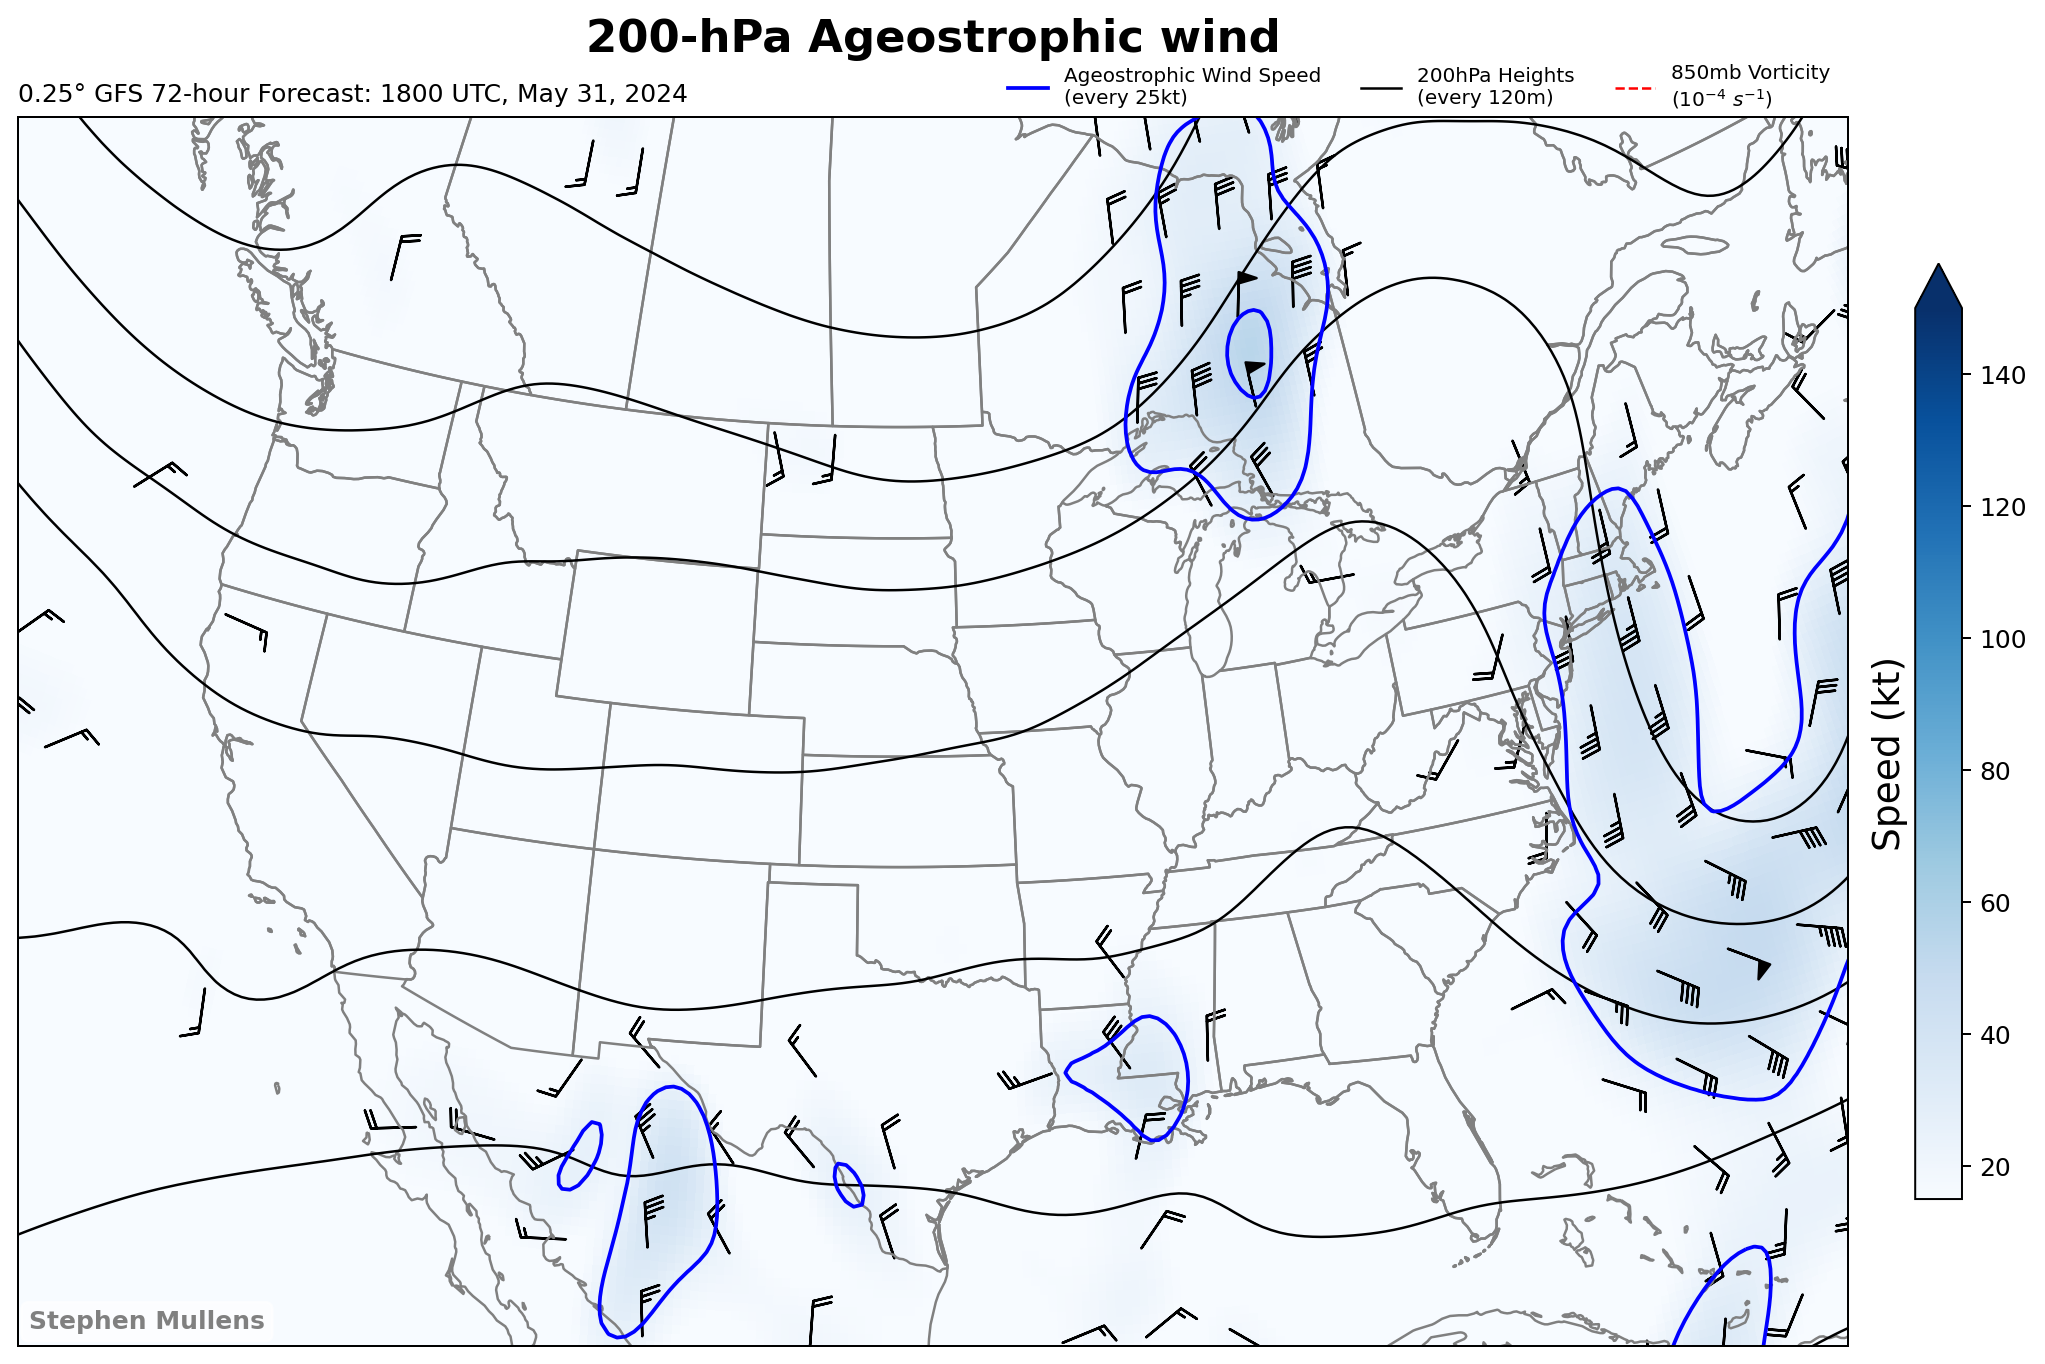 200-hPa Ageostrophic wind
0.25° GFS 72-hour Forecast: 1800 UTC, May 31, 2024
Ageostrophic Wind Speed
(every 25kt)
200hPa Heights
(every 120m)
850mb Vorticity
(10⁻⁴ s⁻¹)
140
120
100
80
60
40
20
Speed (kt)
Stephen Mullens